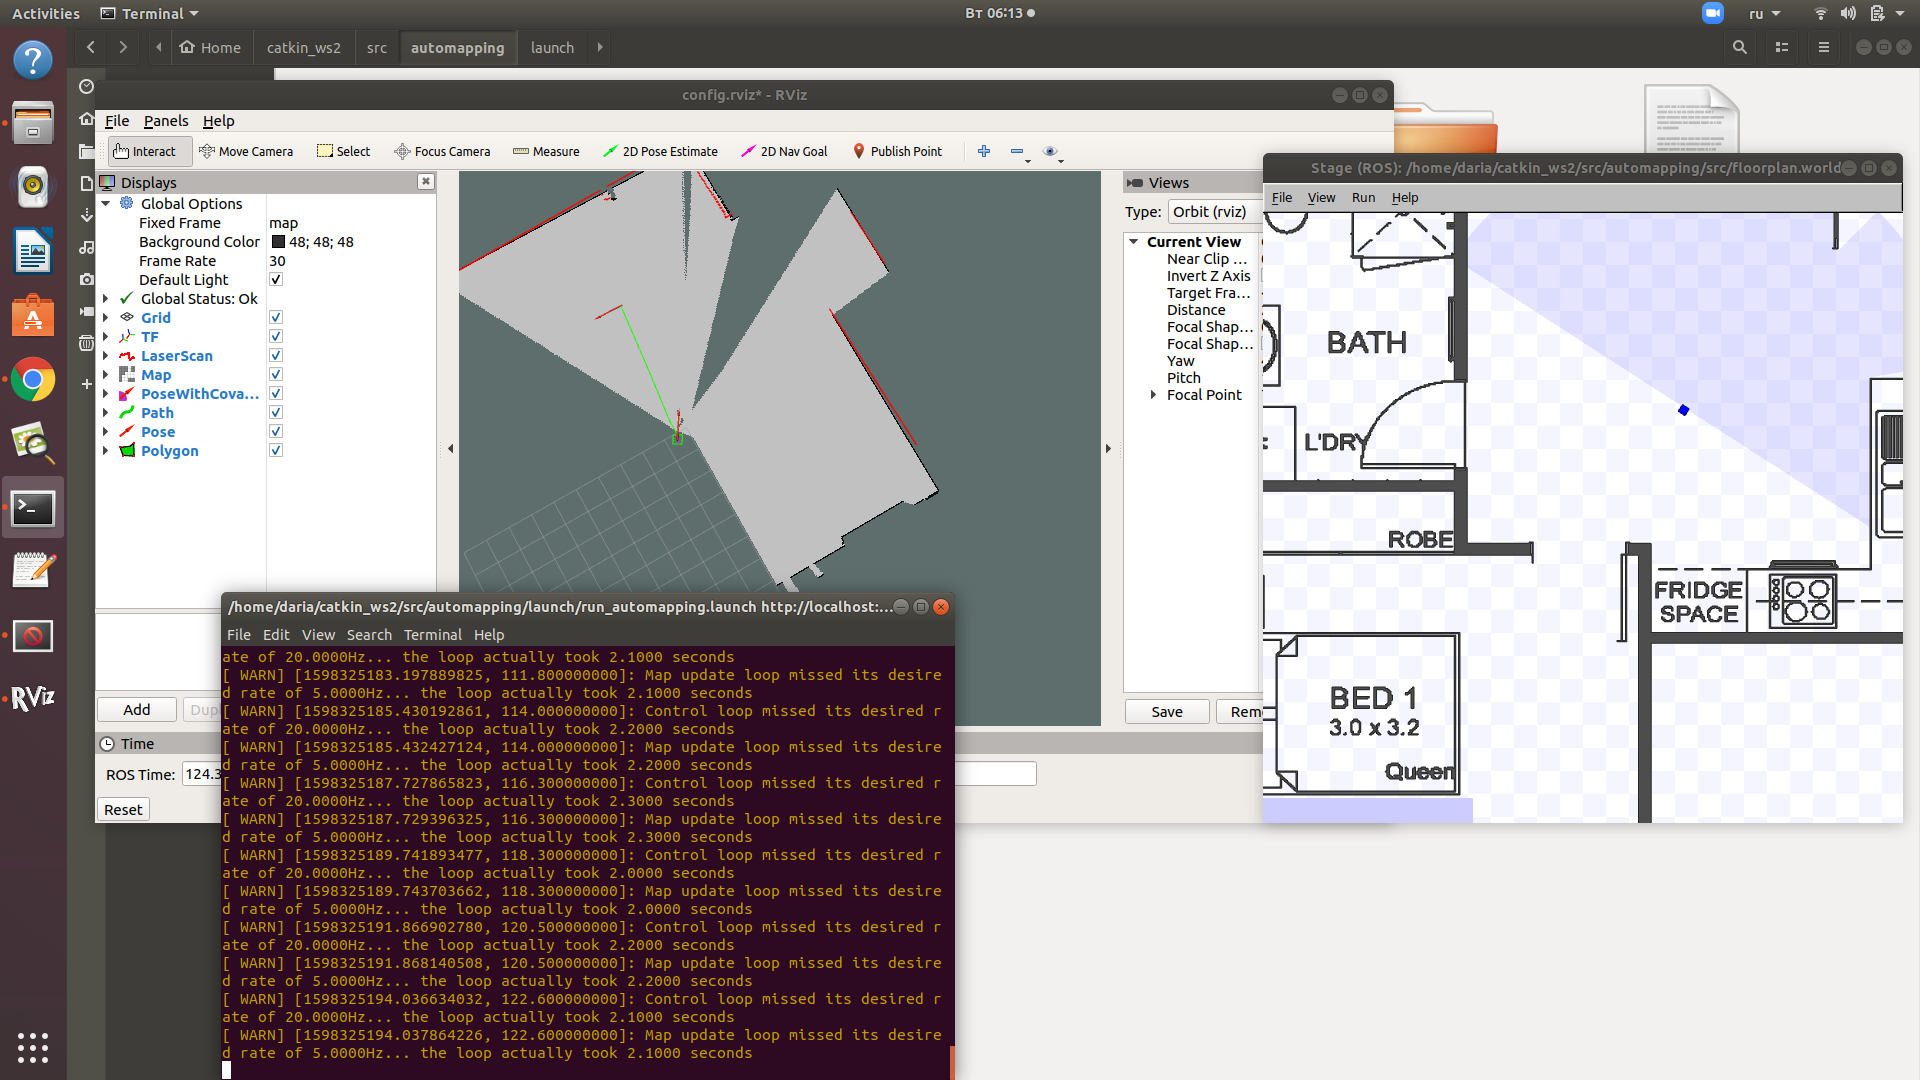 Activities
Terminal
Вт 06:13
ru
Home
catkin_ws2
src
automapping
launch
config.rviz* - RViz
File Panels Help
Interact
Move Camera
Select
Focus Camera
Measure
2D Pose Estimate
2D Nav Goal
Publish Point
Displays
Global Options
Fixed Frame map
Background Color 48; 48; 48
Frame Rate 30
Default Light
Global Status: Ok
Grid
TF
LaserScan
Map
PoseWithCova...
Path
Pose
Polygon
Add
Dupl
Time
ROS Time: 124.3
Reset
Views
Type: Orbit (rviz)
Current View
Near Clip ...
Invert Z Axis
Target Fra...
Distance
Focal Shap...
Focal Shap...
Yaw
Pitch
Focal Point
Save
Rem
Stage (ROS): /home/daria/catkin_ws2/src/automapping/src/floorplan.world
File View Run Help
BATH
L'DRY
ROBE
FRIDGE
SPACE
BED 1
3.0 x 3.2
Queen
/home/daria/catkin_ws2/src/automapping/launch/run_automapping.launch http://localhost:...
File Edit View Search Terminal Help
ate of 20.0000Hz... the loop actually took 2.1000 seconds
[ WARN] [1598325183.197889825, 111.800000000]: Map update loop missed its desire
d rate of 5.0000Hz... the loop actually took 2.1000 seconds
[ WARN] [1598325185.430192861, 114.000000000]: Control loop missed its desired r
ate of 20.0000Hz... the loop actually took 2.2000 seconds
[ WARN] [1598325185.432427124, 114.000000000]: Map update loop missed its desire
d rate of 5.0000Hz... the loop actually took 2.2000 seconds
[ WARN] [1598325187.727865823, 116.300000000]: Control loop missed its desired r
ate of 20.0000Hz... the loop actually took 2.3000 seconds
[ WARN] [1598325187.729396325, 116.300000000]: Map update loop missed its desire
d rate of 5.0000Hz... the loop actually took 2.3000 seconds
[ WARN] [1598325189.741893477, 118.300000000]: Control loop missed its desired r
ate of 20.0000Hz... the loop actually took 2.0000 seconds
[ WARN] [1598325189.743703662, 118.300000000]: Map update loop missed its desire
d rate of 5.0000Hz... the loop actually took 2.0000 seconds
[ WARN] [1598325191.866902780, 120.500000000]: Control loop missed its desired r
ate of 20.0000Hz... the loop actually took 2.2000 seconds
[ WARN] [1598325191.868140508, 120.500000000]: Map update loop missed its desire
d rate of 5.0000Hz... the loop actually took 2.2000 seconds
[ WARN] [1598325194.036634032, 122.600000000]: Control loop missed its desired r
ate of 20.0000Hz... the loop actually took 2.1000 seconds
[ WARN] [1598325194.037864226, 122.600000000]: Map update loop missed its desire
d rate of 5.0000Hz... the loop actually took 2.1000 seconds
RViz